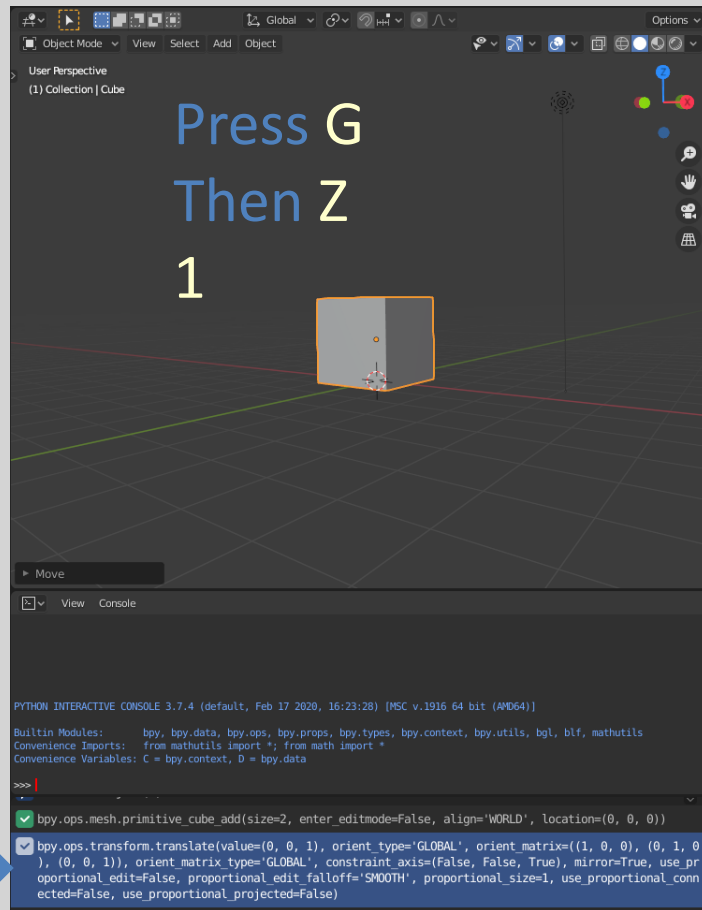 Global
Options
Object Mode View Select Add Object
User Perspective
(1) Collection | Cube
Z
X
Press G
Then Z
1
Move
View Console
PYTHON INTERACTIVE CONSOLE 3.7.4 (default, Feb 17 2020, 16:23:28) [MSC v.1916 64 bit (AMD64)]
Builtin Modules: bpy, bpy.data, bpy.ops, bpy.props, bpy.types, bpy.context, bpy.utils, bgl, blf, mathutils
Convenience Imports: from mathutils import *; from math import *
Convenience Variables: C = bpy.context, D = bpy.data
>>>
bpy.ops.mesh.primitive_cube_add(size=2, enter_editmode=False, align='WORLD', location=(0, 0, 0))
bpy.ops.transform.translate(value=(0, 0, 1), orient_type='GLOBAL', orient_matrix=((1, 0, 0), (0, 1, 0
), (0, 0, 1)), orient_matrix_type='GLOBAL', constraint_axis=(False, False, True), mirror=True, use_pr
oportional_edit=False, proportional_edit_falloff='SMOOTH', proportional_size=1, use_proportional_conn
ected=False, use_proportional_projected=False)